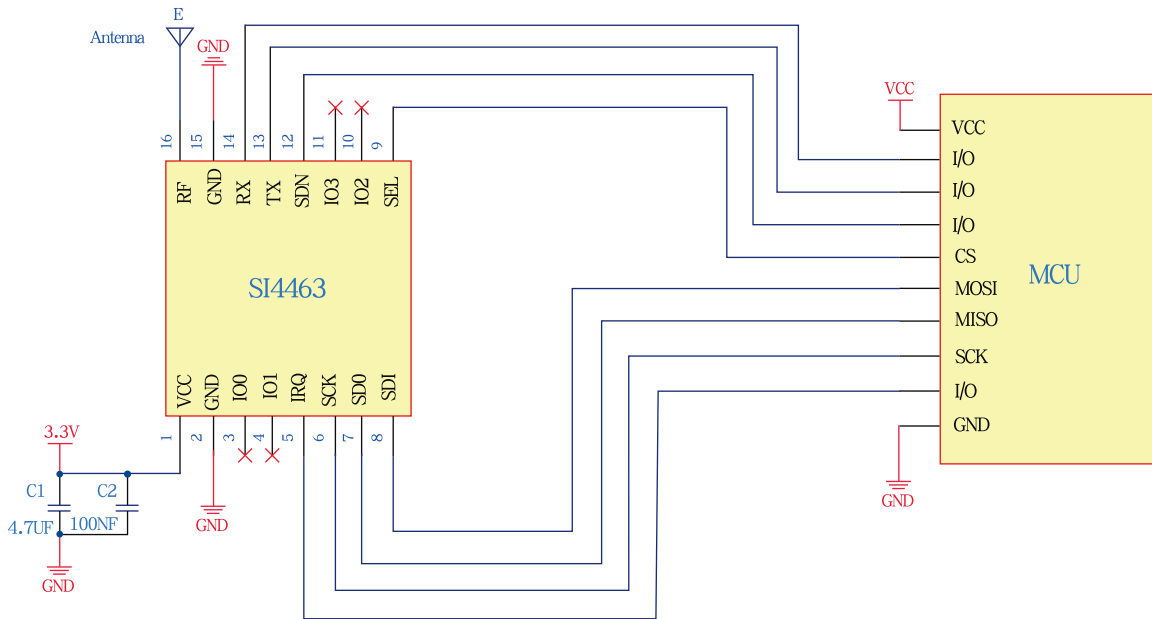 E
Antenna
GND
16
15
14
13
12
11
10
9
RF
GND
RX
TX
SDN
IO3
IO2
SEL
SI4463
VCC
GND
IO0
IO1
IRQ
SCK
SD0
SDI
1
2
3
4
5
6
7
8
3.3V
C1
C2
4.7UF
100NF
GND
GND
VCC
VCC
I/O
I/O
I/O
CS
MOSI
MISO
SCK
I/O
GND
MCU
GND